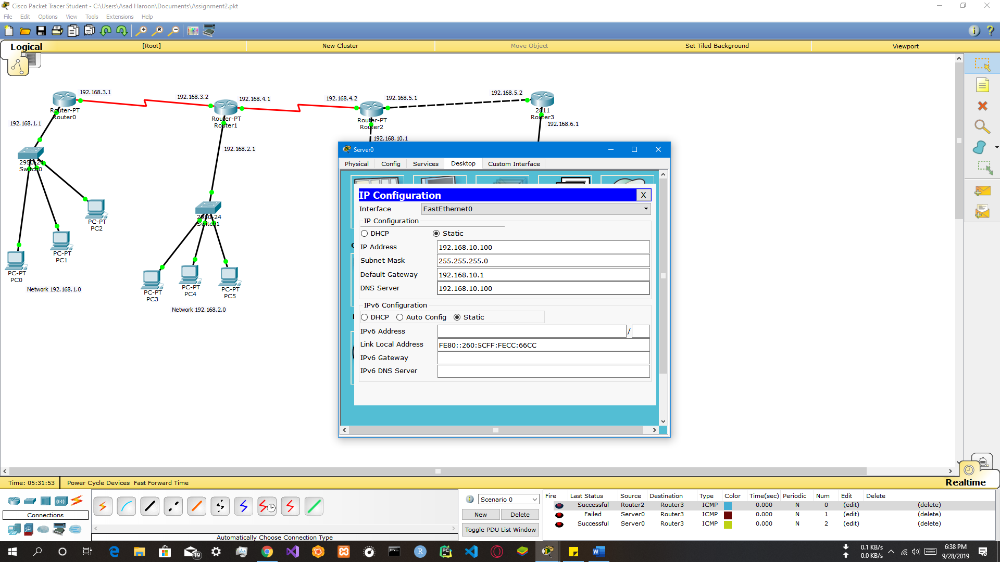 Cisco Packet Tracer Student - C:\Users\Asad Haroon\Documents\Assignment2.pkt
File Edit Options View Tools Extensions Help
Logical [Root] New Cluster Move Object Set Tiled Background Viewport
192.168.3.1
192.168.3.2
192.168.4.1
192.168.4.2
192.168.5.1
192.168.5.2
Router-PT
Router0
Router-PT
Router1
Router-PT
Router2
2811
Router3
192.168.1.1
192.168.6.1
192.168.10.1
192.168.2.1
2950-24
Switch0
2950-24
Switch1
PC-PT
PC2
PC-PT
PC1
PC-PT
PC0
Network 192.168.1.0
PC-PT
PC3
PC-PT
PC4
PC-PT
PC5
Network 192.168.2.0
Server0
Physical Config Services Desktop Custom Interface
IP Configuration X
Interface FastEthernet0
IP Configuration
DHCP Static
IP Address 192.168.10.100
Subnet Mask 255.255.255.0
Default Gateway 192.168.10.1
DNS Server 192.168.10.100
IPv6 Configuration
DHCP Auto Config Static
IPv6 Address /
Link Local Address FE80::260:5CFF:FECC:66CC
IPv6 Gateway
IPv6 DNS Server
Time: 05:31:53 Power Cycle Devices Fast Forward Time Realtime
Connections
Automatically Choose Connection Type
Scenario 0
New Delete
Toggle PDU List Window
Fire Last Status Source Destination Type Color Time(sec) Periodic Num Edit Delete
Successful Router2 Router3 ICMP 0.000 N 0 (edit) (delete)
Failed Server0 Router3 ICMP 0.000 N 1 (edit) (delete)
Successful Server0 Router3 ICMP 0.000 N 2 (edit) (delete)
19
0.1 KB/s
0.0 KB/s
6:38 PM
9/28/2019